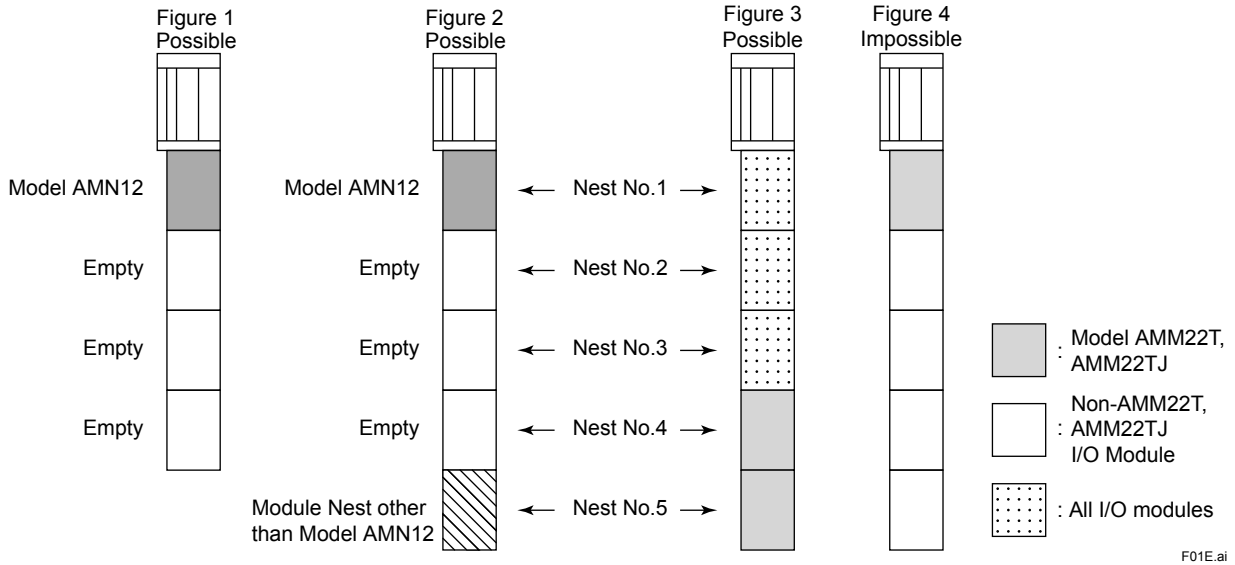 Figure 1
Possible
Figure 2
Possible
Figure 3
Possible
Figure 4
Impossible
Model AMN12
Model AMN12
Nest No.1
Empty
Empty
Nest No.2
Empty
Empty
Nest No.3
Empty
Empty
Nest No.4
Module Nest other
than Model AMN12
Nest No.5
: Model AMM22T,
AMM22TJ
Non-AMM22T,
: AMM22TJ
I/O Module
: All I/O modules
F01E.ai